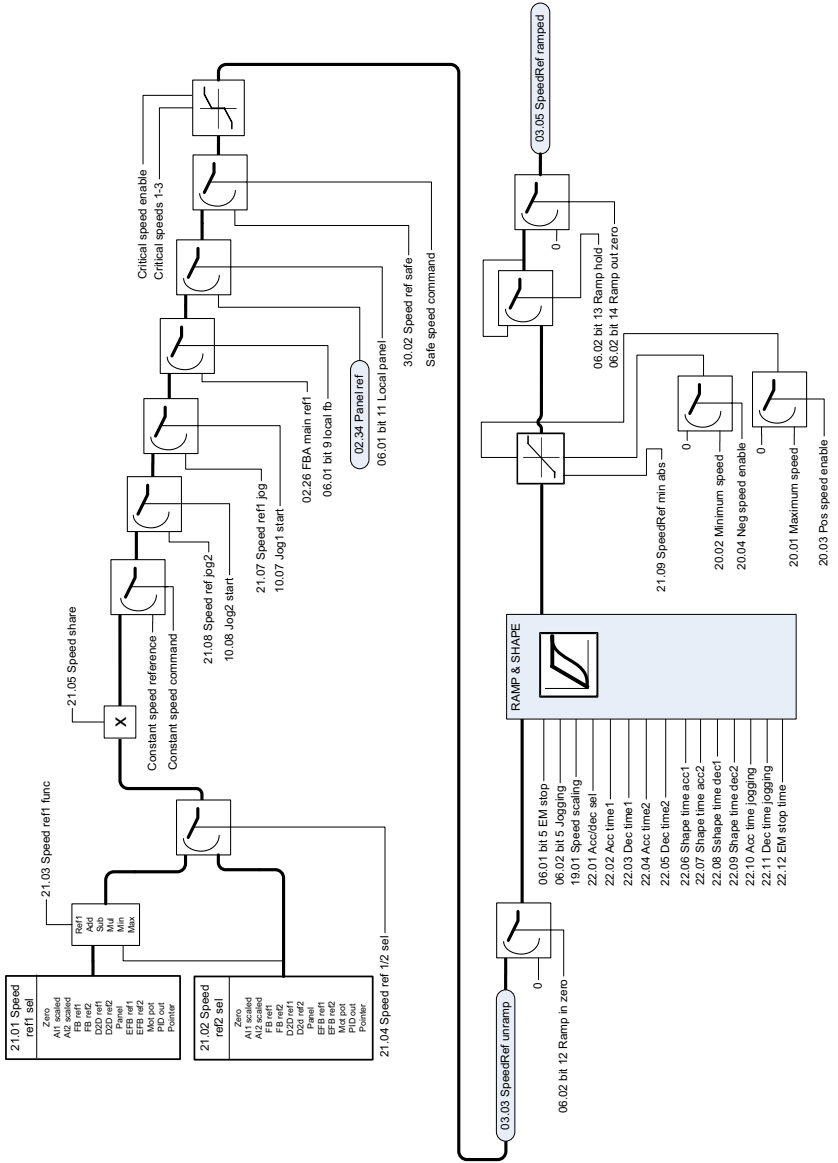 21.01 Speed
ref1 sel
Zero
AI1 scaled
AI2 scaled
FB ref1
FB ref2
D2D ref1
D2D ref2
Panel
EFB ref1
EFB ref2
Mot pot
PID out
Pointer
21.02 Speed
ref2 sel
Zero
AI1 scaled
AI2 scaled
FB ref1
FB ref2
D2D ref1
D2d ref2
Panel
EFB ref1
EFB ref2
Mot pot
PID out
Pointer
21.03 Speed ref1 func
Ref1
Add
Sub
Mul
Min
Max
21.04 Speed ref 1/2 sel
21.05 Speed share
X
Constant speed reference
Constant speed command
21.08 Speed ref jog2
10.08 Jog2 start
21.07 Speed ref1 jog
10.07 Jog1 start
02.26 FBA main ref1
06.01 bit 9 local fb
02.34 Panel ref
06.01 bit 11 Local panel
30.02 Speed ref safe
Safe speed command
Critical speed enable
Critical speeds 1-3
03.03 SpeedRef unramp
0
06.02 bit 12 Ramp in zero
RAMP & SHAPE
06.01 bit 5 EM stop
06.02 bit 5 Jogging
19.01 Speed scaling
22.01 Acc/dec sel
22.02 Acc time1
22.03 Dec time1
22.04 Acc time2
22.05 Dec time2
22.06 Shape time acc1
22.07 Shape time acc2
22.08 Sshape time dec1
22.09 Shape time dec2
22.10 Acc time jogging
22.11 Dec time jogging
22.12 EM stop time
21.09 SpeedRef min abs
0
20.02 Minimum speed
20.04 Neg speed enable
0
20.01 Maximum speed
20.03 Pos speed enable
06.02 bit 13 Ramp hold
06.02 bit 14 Ramp out zero
0
03.05 SpeedRef ramped